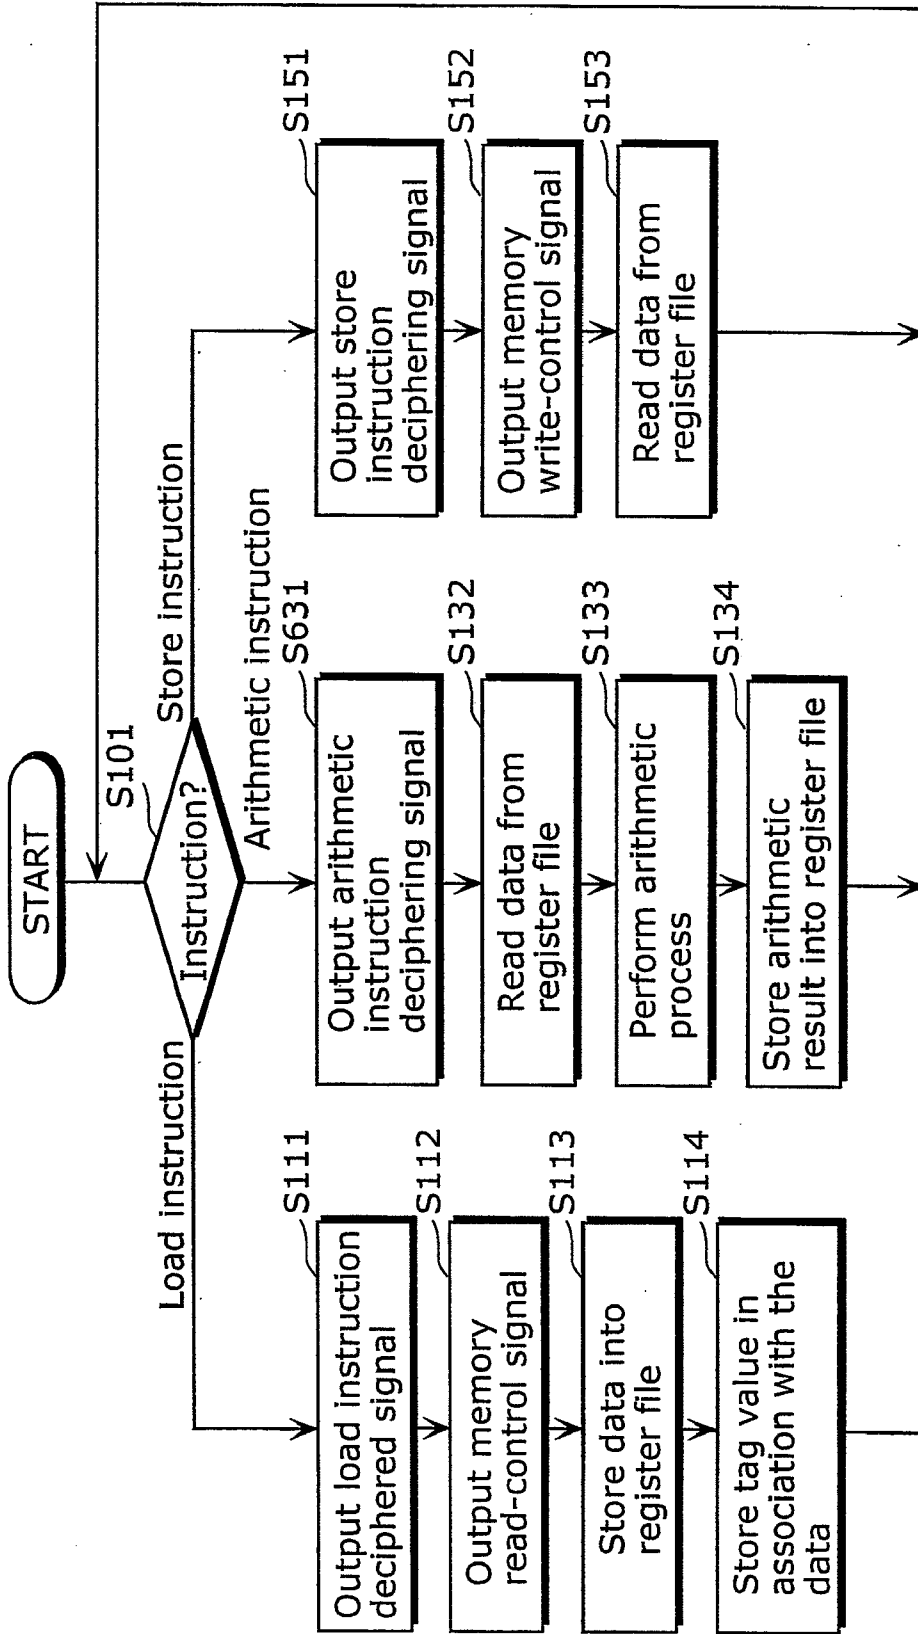 START
S101
Instruction?
Load instruction
Store instruction
Arithmetic instruction
S111
Output load instruction
deciphered signal
S112
Output memory
read-control signal
S113
Store data into
register file
S114
Store tag value in
association with the
data
S631
Output arithmetic
instruction
deciphering signal
S132
Read data from
register file
S133
Perform arithmetic
process
S134
Store arithmetic
result into register file
S151
Output store
instruction
deciphering signal
S152
Output memory
write-control signal
S153
Read data from
register file